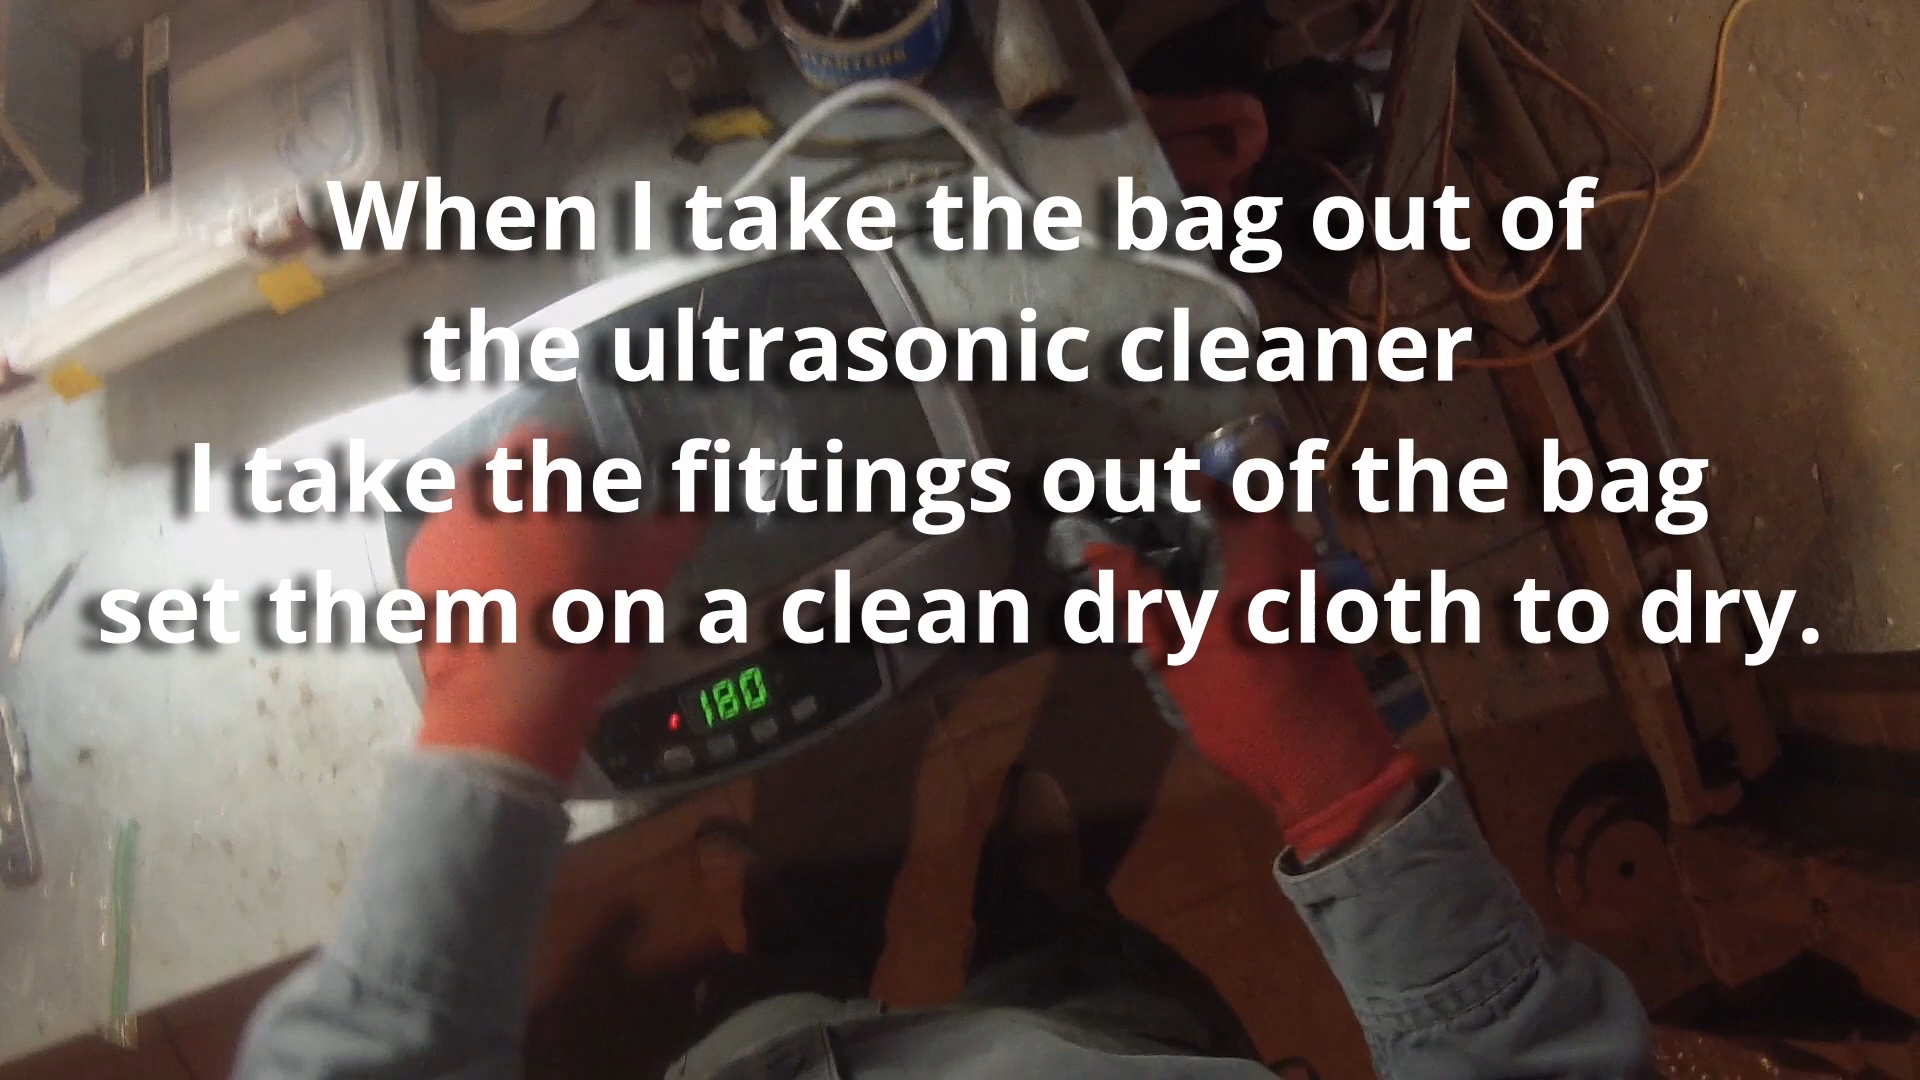 PLANTERS
When I take the bag out of
the ultrasonic cleaner
I take the fittings out of the bag
set them on a clean dry cloth to dry.
180